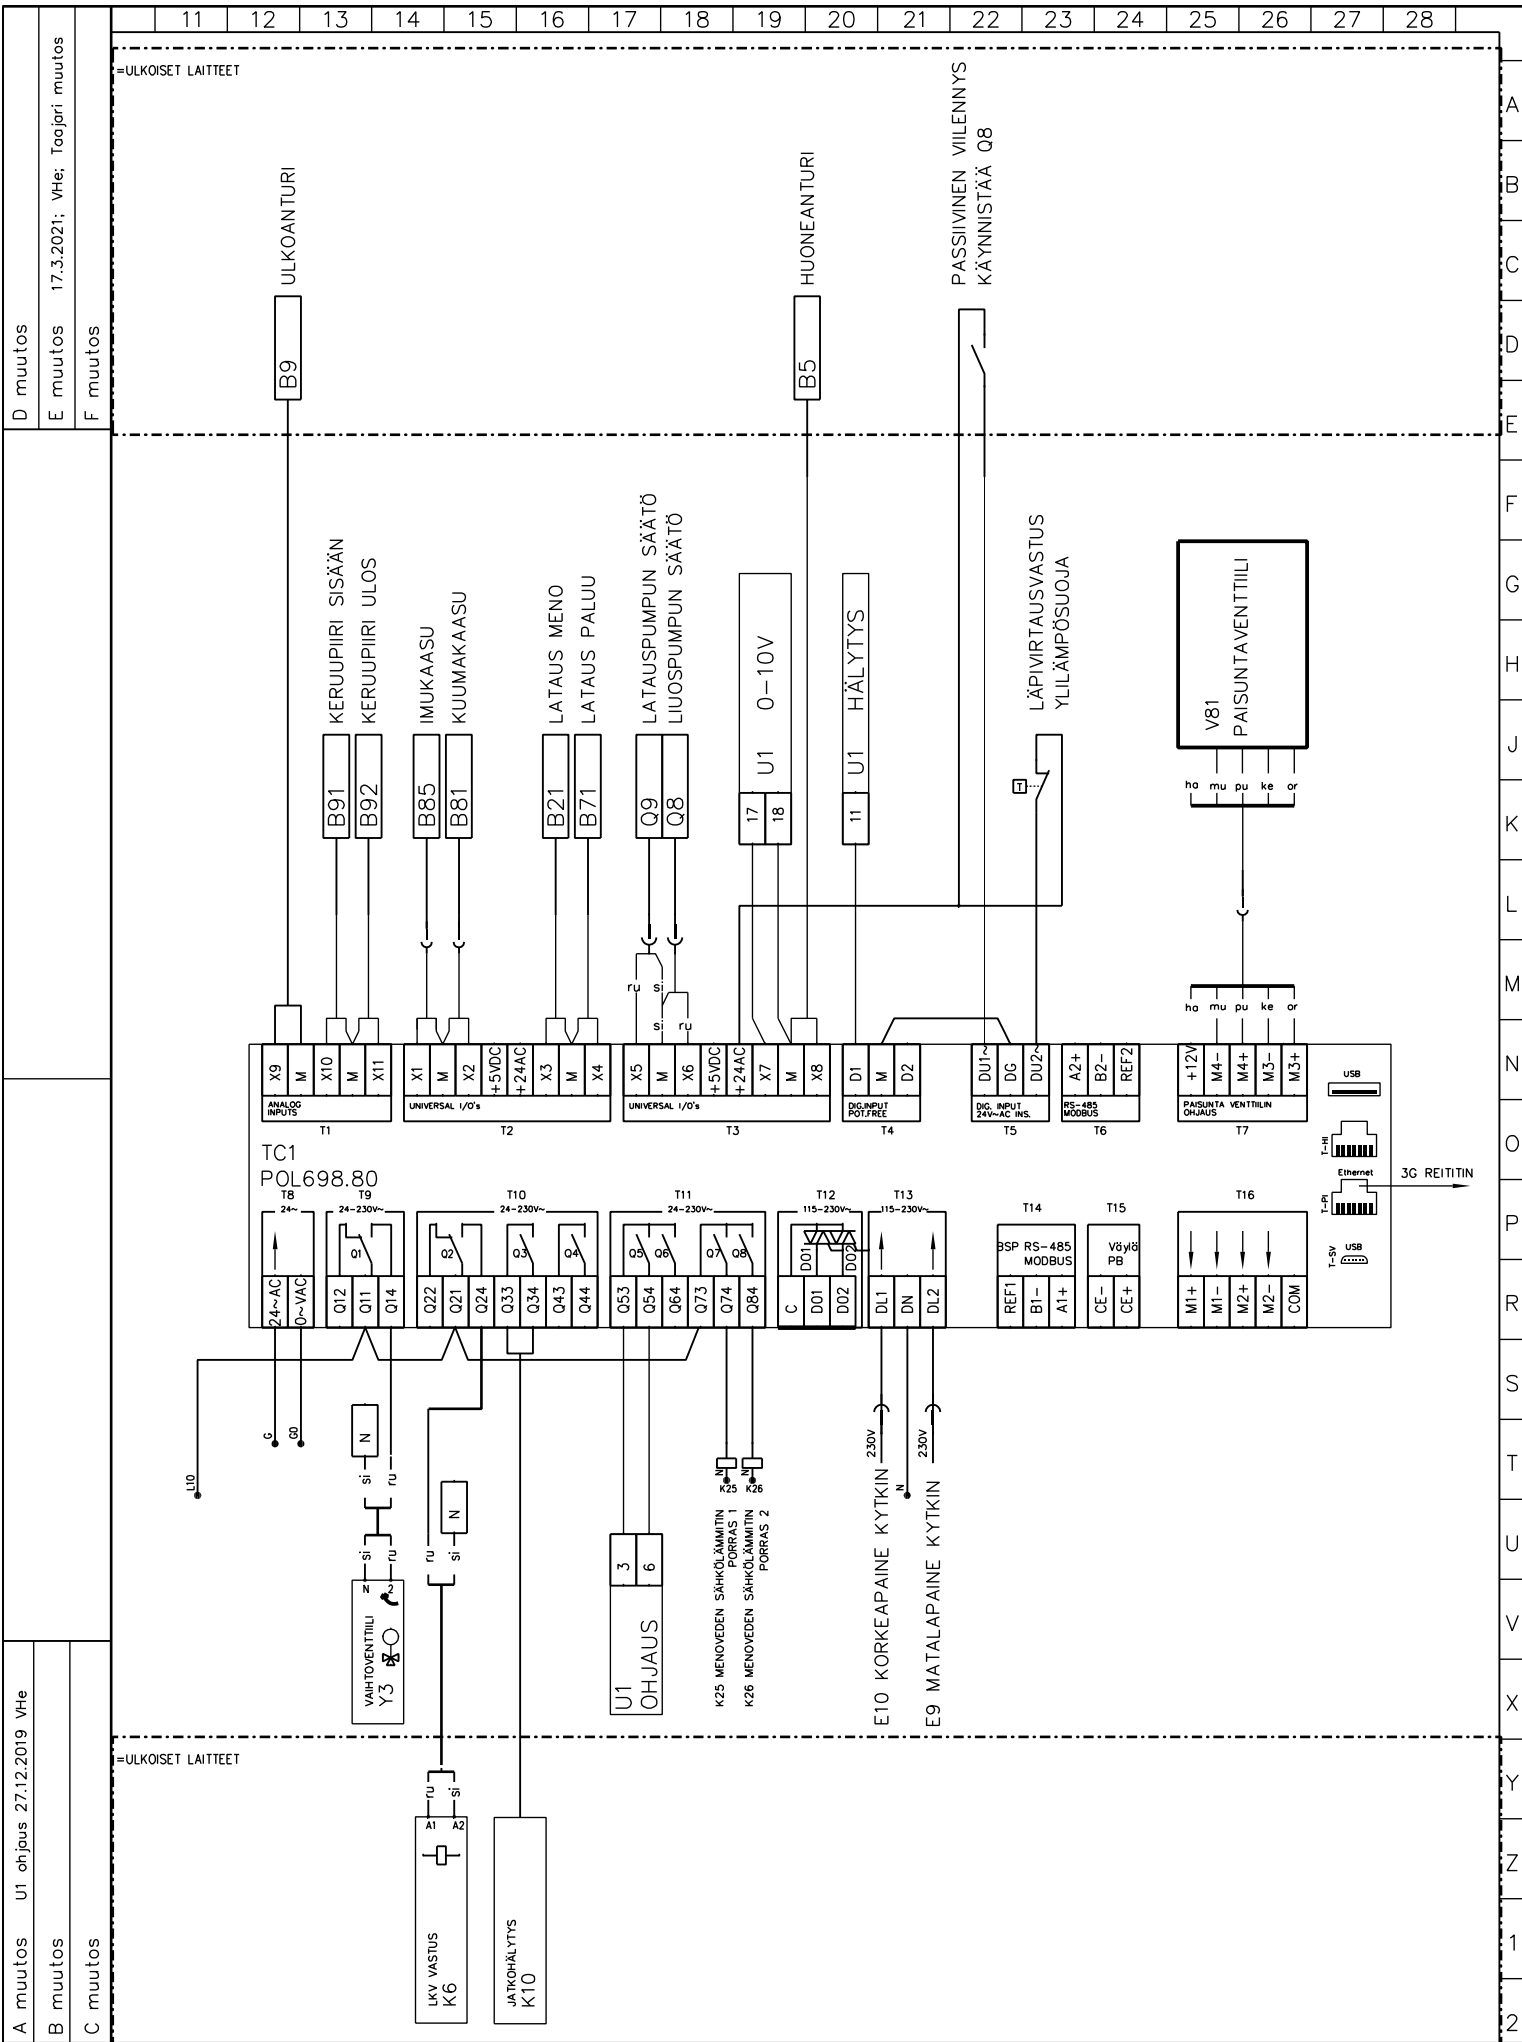 11 12 13 14 15 16 17 18 19 20 21 22 23 24 25 26 27 28
A
B
C
D
E
F
G
H
J
K
L
M
N
O
P
R
S
T
U
V
X
Y
Z
1
2
D muutos
E muutos 17.3.2021; VHe; Taajari muutos
F muutos
A muutos U1 ohjaus 27.12.2019 VHe
B muutos
C muutos
=ULKOISET LAITTEET
B9 ULKOANTURI
B5 HUONEANTURI
PASSIIVINEN VIILENNYS
KÄYNNISTÄÄ Q8
B91 KERUUPIIRI SISÄÄN
B92 KERUUPIIRI ULOS
B85 IMUKAASU
B81 KUUMAKAASU
B21 LATAUS MENO
B71 LATAUS PALUU
Q9 LATAUSPUMPUN SÄÄTÖ
Q8 LIUOSPUMPUN SÄÄTÖ
17
18
U1 0-10V
11 U1 HÄLYTYS
LÄPIVIRTAUSVASTUS
YLILÄMPÖSUOJA
T
V81
PAISUNTAVENTTIILI
ha mu pu ke or
ru si
si ru
ha mu pu ke or
X9 M X10 M X11
ANALOG
INPUTS
T1
X1 M X2 +5VDC +24AC X3 M X4
UNIVERSAL I/O's
T2
X5 M X6 +5VDC +24AC X7 M X8
UNIVERSAL I/O's
T3
D1 M D2
DIG.INPUT
POT.FREE
T4
DU1~ DG DU2~
DIG. INPUT
24V~AC INS.
T5
A2+ B2- REF2
RS-485
MODBUS
T6
+12V M4- M4+ M3- M3+
PAISUNTA VENTTIILIN
OHJAUS
T7
USB
T-HI
Ethernet
T-PI
3G REITITIN
T-SV
USB
TC1
POL698.80
T8
24~
24~AC 0~VAC
T9
24-230V~
Q1
Q12 Q11 Q14
T10
24-230V~
Q2 Q3 Q4
Q22 Q21 Q24 Q33 Q34 Q43 Q44
T11
24-230V~
Q5 Q6 Q7 Q8
Q53 Q54 Q64 Q73 Q74 Q84
T12
115-230V~
DO1 DO2
C DO1 DO2
T13
115-230V~
DL1 DN DL2
T14
BSP RS-485
MODBUS
REF1 B1- A1+
T15
Väylä
PB
CE- CE+
T16
M1+ M1- M2+ M2- COM
L10
G
G0
N
si ru
si ru
N 2
VAIHTOVENTTIILI
Y3
N
ru si
3
6
U1
OHJAUS
N N
K25 K26
K25 MENOVEDEN SÄHKÖLÄMMITIN
PORRAS 1
K26 MENOVEDEN SÄHKÖLÄMMITIN
PORRAS 2
E10 KORKEAPAINE KYTKIN 230V
N
E9 MATALAPAINE KYTKIN 230V
=ULKOISET LAITTEET
ru si
A1 A2
LKV VASTUS
K6
JATKOHÄLYTYS
K10